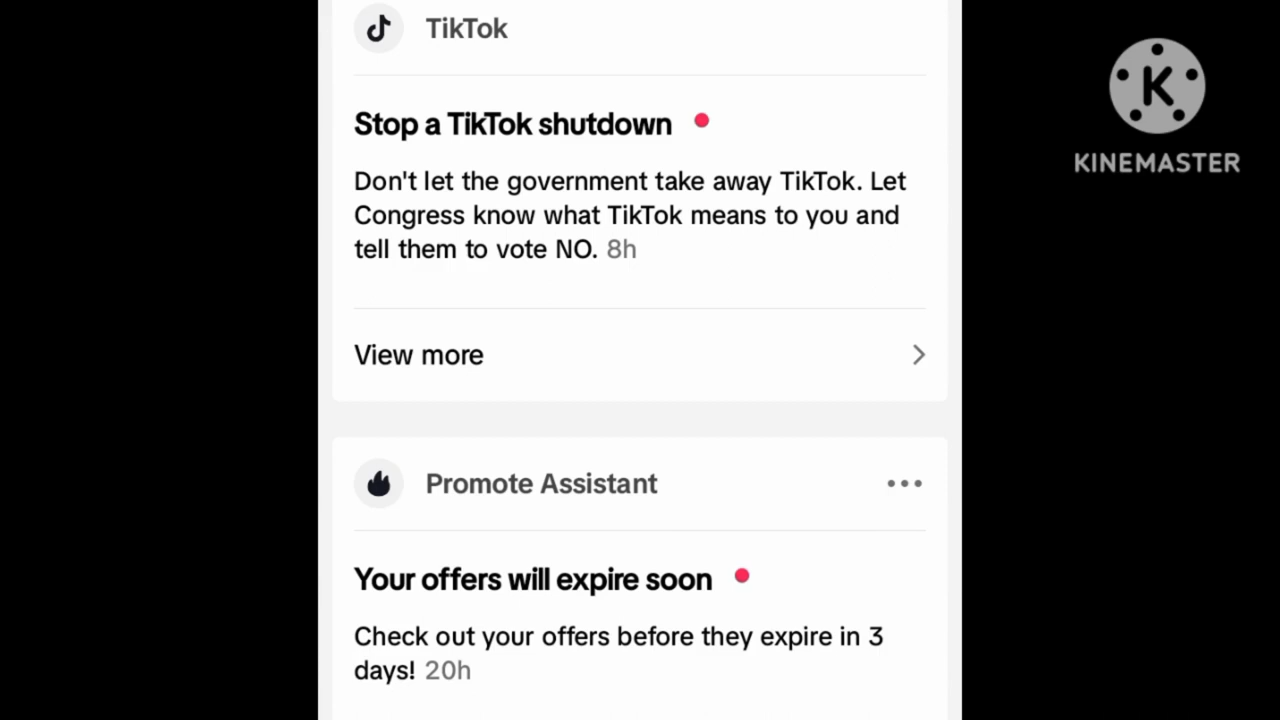 TikTok
Stop a TikTok shutdown
Don't let the government take away TikTok. Let
Congress know what TikTok means to you and
tell them to vote NO. 8h
View more
Promote Assistant
Your offers will expire soon
Check out your offers before they expire in 3
days! 20h
K
KINEMASTER